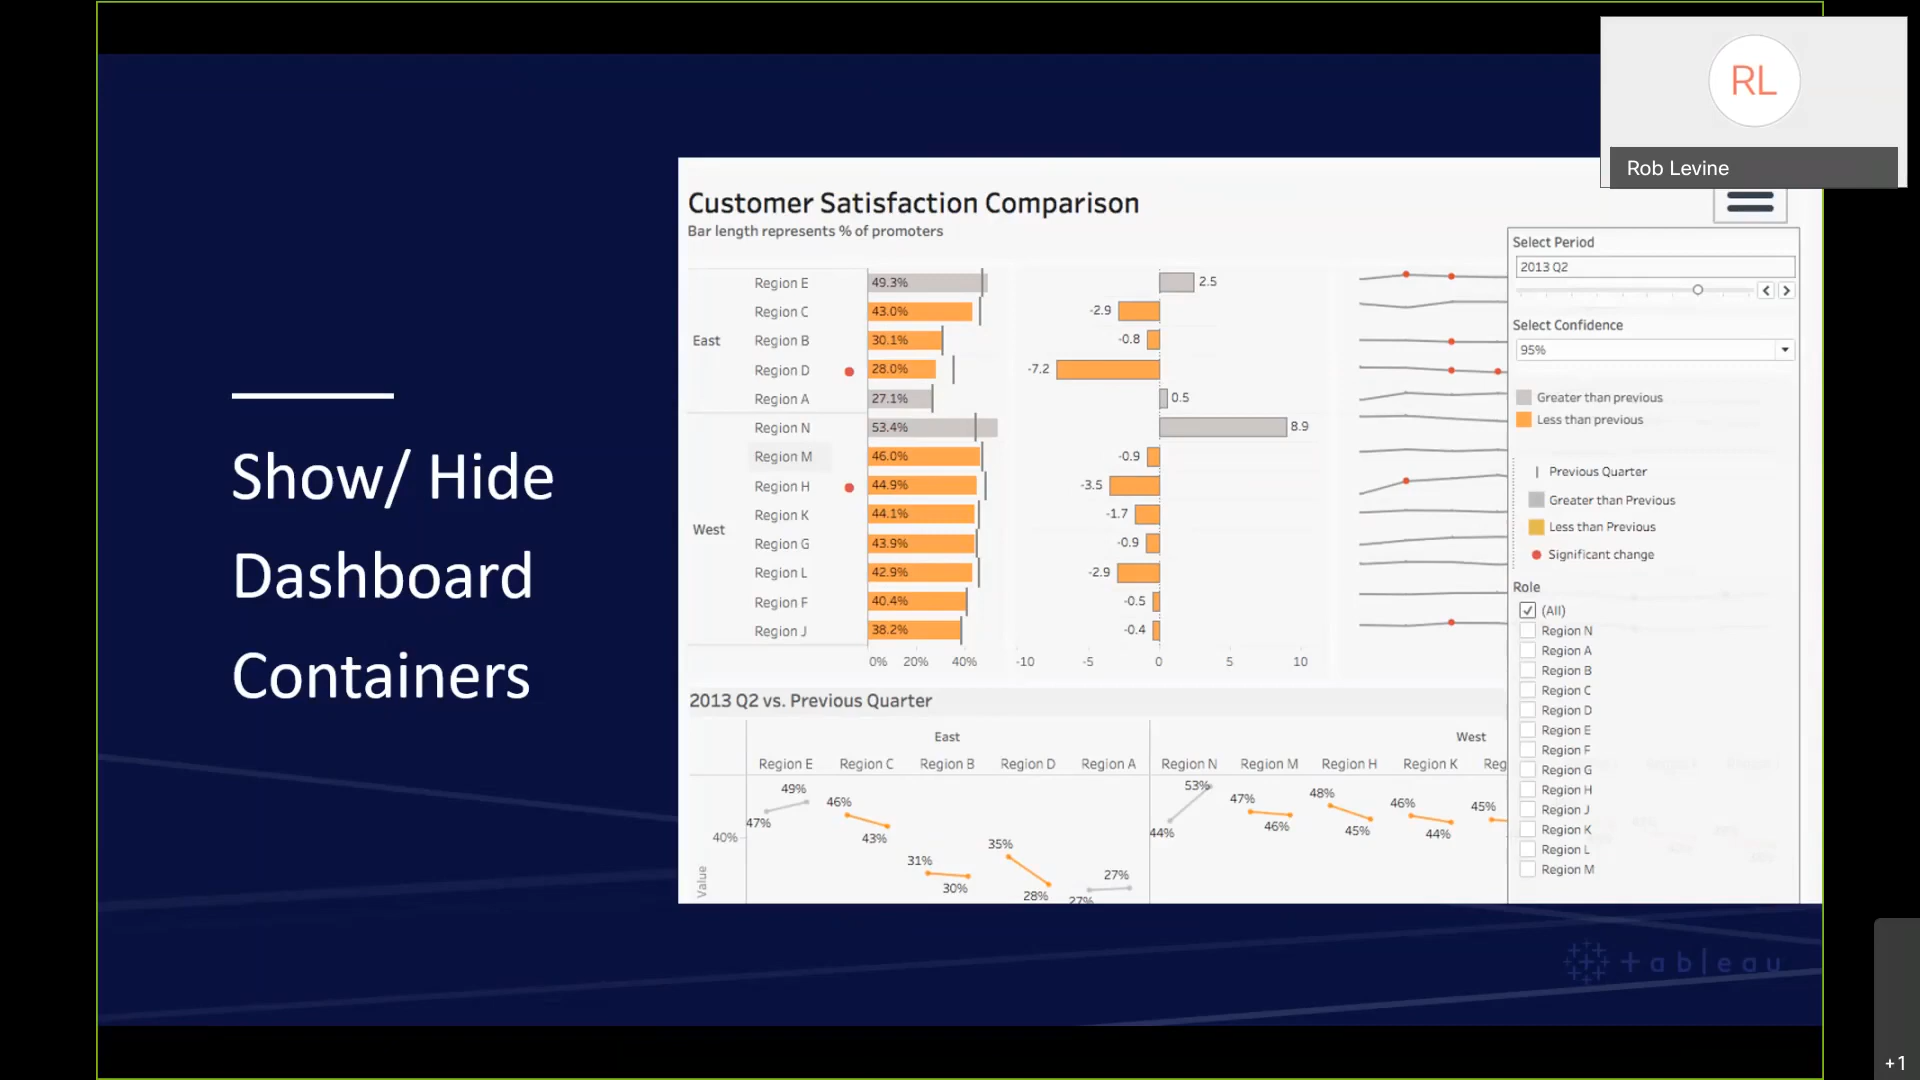 RL
Rob Levine
Show/ Hide
Dashboard
Containers
Customer Satisfaction Comparison
Bar length represents % of promoters
East
Region E 49.3% 2.5
Region C 43.0% -2.9
Region B 30.1% -0.8
Region D 28.0% -7.2
Region A 27.1% 0.5
West
Region N 53.4% 8.9
Region M 46.0% -0.9
Region H 44.9% -3.5
Region K 44.1% -1.7
Region G 43.9% -0.9
Region L 42.9% -2.9
Region F 40.4% -0.5
Region J 38.2% -0.4
0% 20% 40% -10 -5 0 5 10
2013 Q2 vs. Previous Quarter
East West
Region E Region C Region B Region D Region A Region N Region M Region H Region K Reg
Value
40%
47% 49%
46% 43%
31% 30%
35% 28%
27% 27%
44% 53%
47% 46%
48% 45%
46% 44%
45%
Select Period
2013 Q2
Select Confidence
95%
Greater than previous
Less than previous
Previous Quarter
Greater than Previous
Less than Previous
Significant change
Role
(All)
Region N
Region A
Region B
Region C
Region D
Region E
Region F
Region G
Region H
Region J
Region K
Region L
Region M
tableau
+1